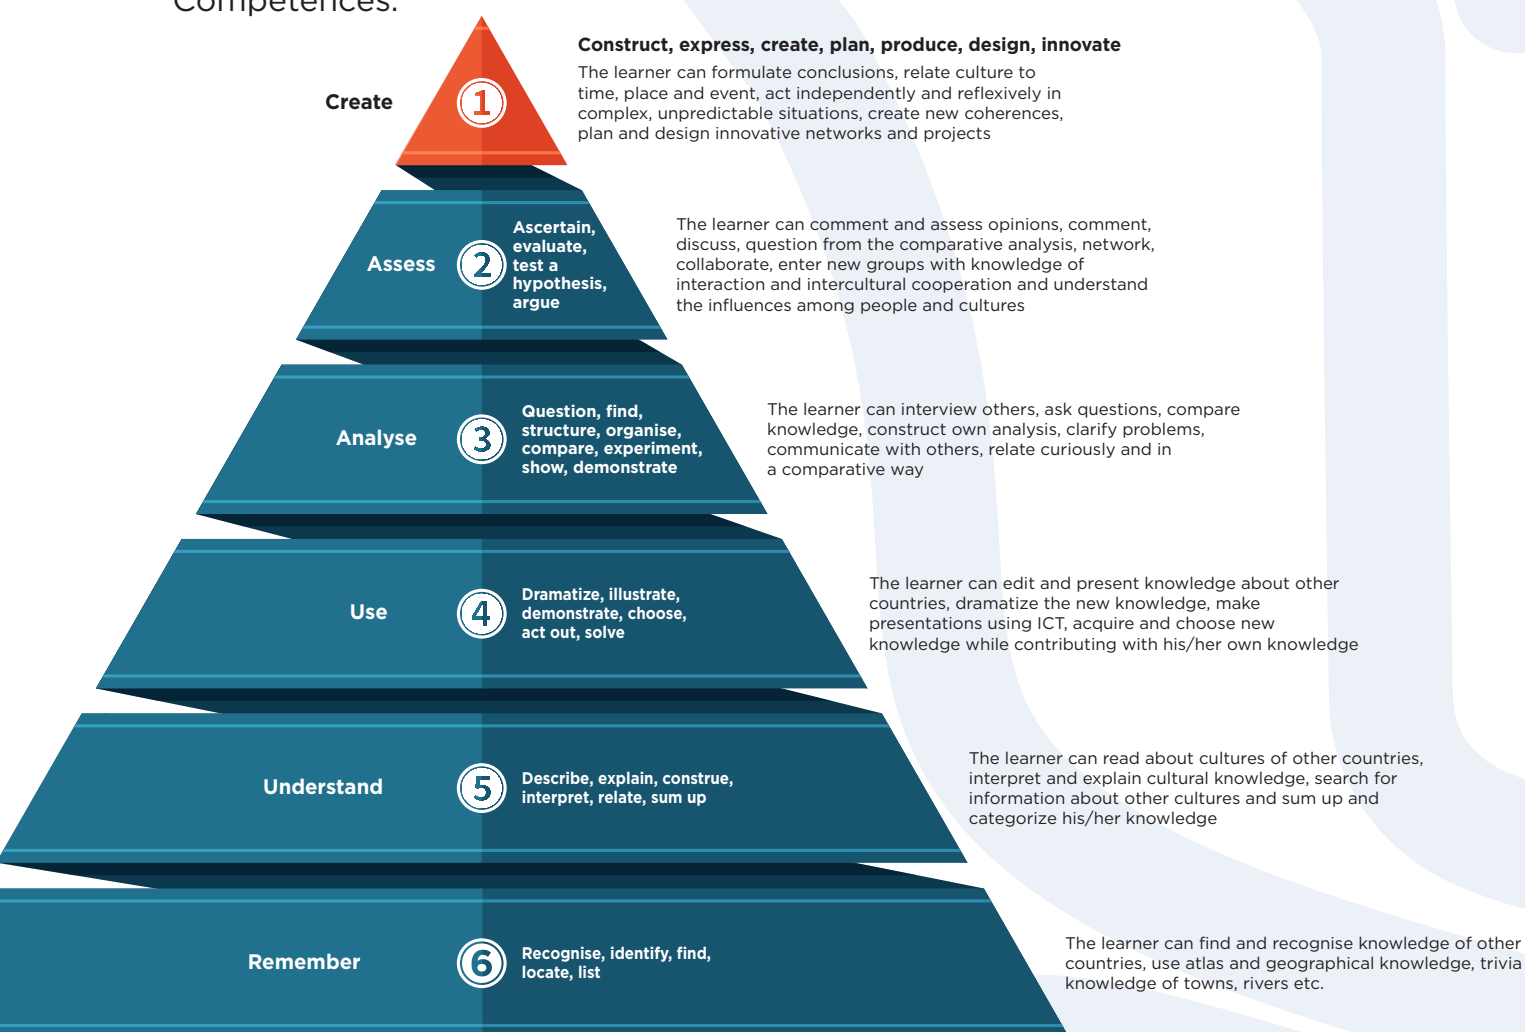 Competences.
Construct, express, create, plan, produce, design, innovate
The learner can formulate conclusions, relate culture to
time, place and event, act independently and reflexively in
complex, unpredictable situations, create new coherences,
plan and design innovative networks and projects
Create
1
Assess
2
Ascertain,
evaluate,
test a
hypothesis,
argue
The learner can comment and assess opinions, comment,
discuss, question from the comparative analysis, network,
collaborate, enter new groups with knowledge of
interaction and intercultural cooperation and understand
the influences among people and cultures
Analyse
3
Question, find,
structure, organise,
compare, experiment,
show, demonstrate
The learner can interview others, ask questions, compare
knowledge, construct own analysis, clarify problems,
communicate with others, relate curiously and in
a comparative way
Use
4
Dramatize, illustrate,
demonstrate, choose,
act out, solve
The learner can edit and present knowledge about other
countries, dramatize the new knowledge, make
presentations using ICT, acquire and choose new
knowledge while contributing with his/her own knowledge
Understand
5
Describe, explain, construe,
interpret, relate, sum up
The learner can read about cultures of other countries,
interpret and explain cultural knowledge, search for
information about other cultures and sum up and
categorize his/her knowledge
Remember
6
Recognise, identify, find,
locate, list
The learner can find and recognise knowledge of other
countries, use atlas and geographical knowledge, trivia
knowledge of towns, rivers etc.